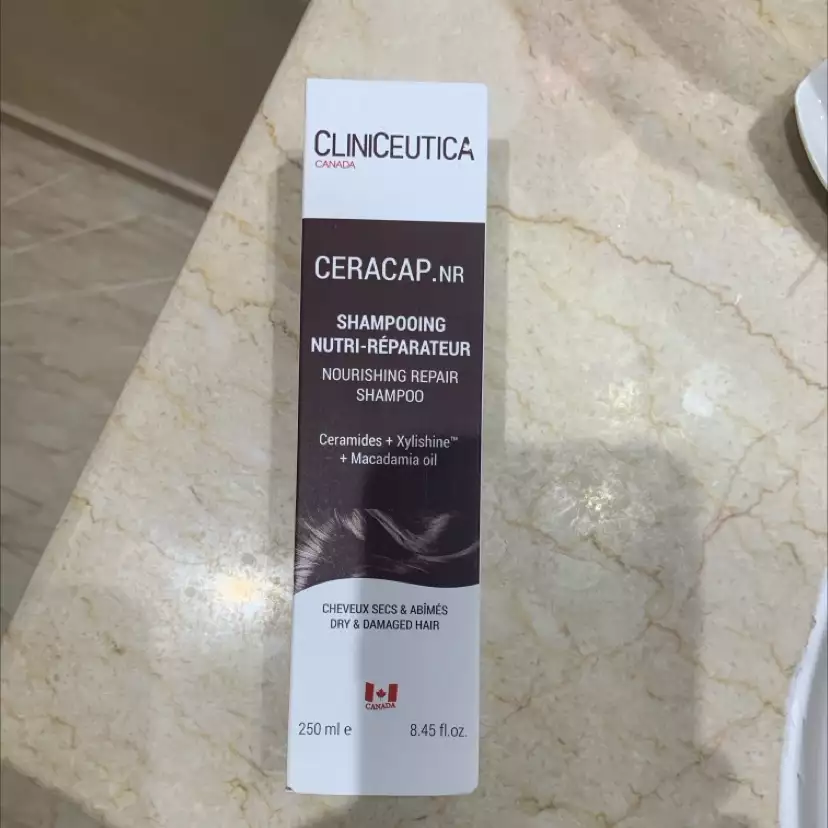 CLINICEUTICA
CANADA
CERACAP.NR
SHAMPOOING
NUTRI-RÉPARATEUR
NOURISHING REPAIR
SHAMPOO
Ceramides + Xylishine™
+ Macadamia oil
CHEVEUX SECS & ABÎMÉS
DRY & DAMAGED HAIR
CANADA
250 ml e 8.45 fl.oz.